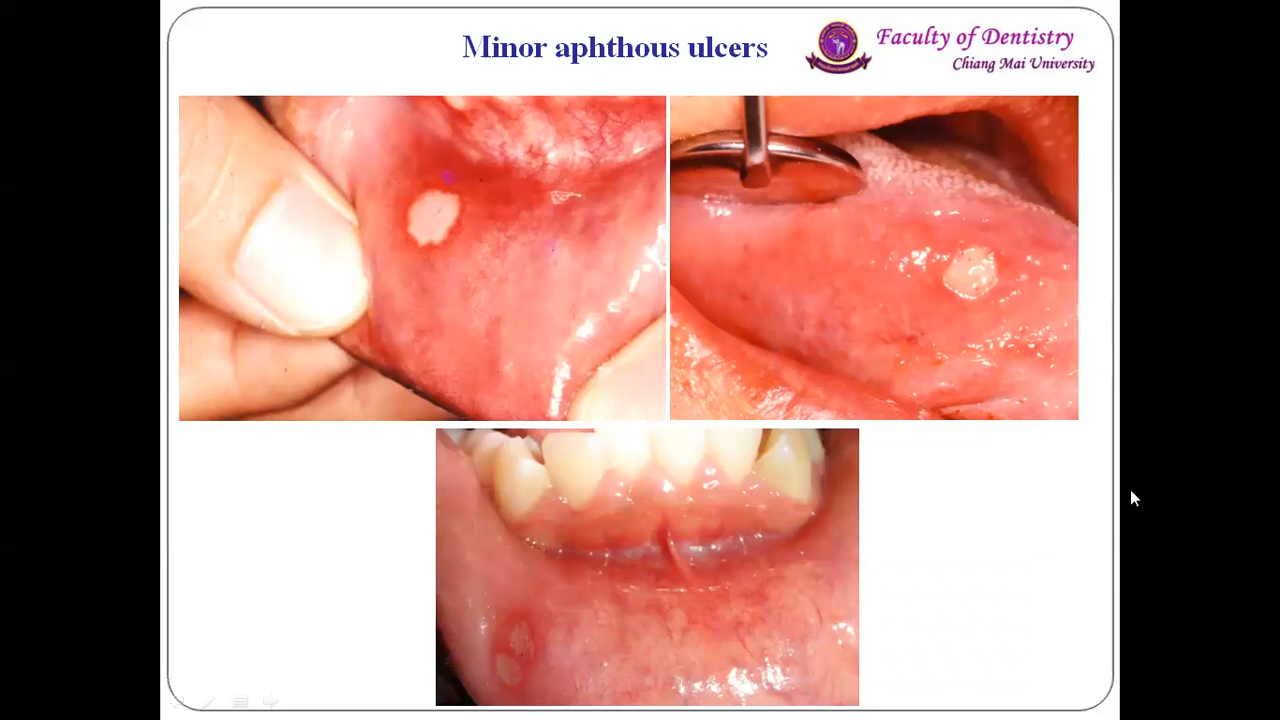 Minor aphthous ulcers
Faculty of Dentistry
Chiang Mai University